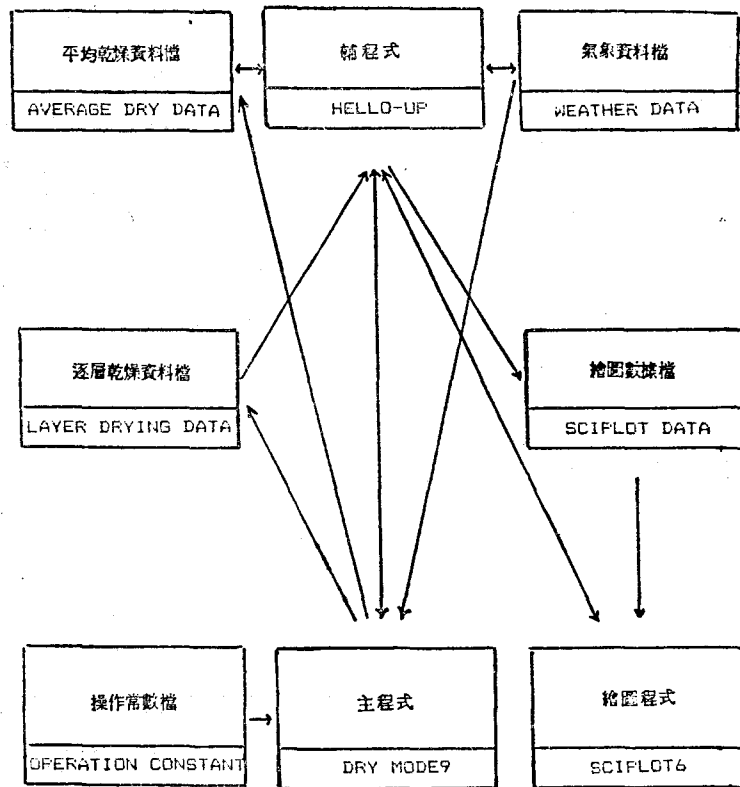 平均乾燥資料檔
輔程式
氣象資料檔
AVERAGE DRY DATA
HELLO-UP
WEATHER DATA
逐層乾燥資料檔
繪圖數據檔
LAYER DRYING DATA
SCIPLOT DATA
操作常數檔
主程式
繪圖程式
OPERATION CONSTANT
DRY MODE9
SCIPLOT6